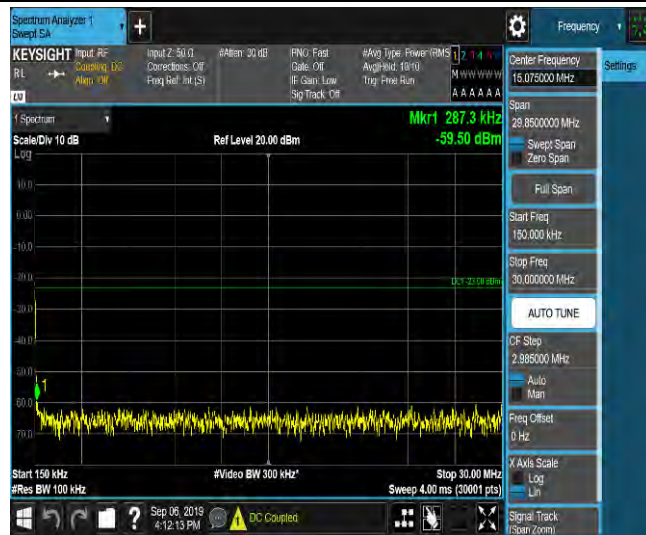 Spectrum Analyzer 1
Swept SA
Frequency
KEYSIGHT
RL
Input: RF
Coupling: DC
Align: Off
Input Z: 50 Ω
Corrections: Off
Freq Ref: Int (S)
#Atten: 30 dB
PNO: Fast
Gate: Off
IF Gain: Low
Sig Track: Off
#Avg Type: Power (RMS
Avg|Hold: 10/10
Trig: Free Run
M W W W W W
A A A A A A
LXI
1 Spectrum
Scale/Div 10 dB
Log
Ref Level 20.00 dBm
Mkr1 287.3 kHz
-59.50 dBm
10.0
0.00
-10.0
-20.0
-30.0
-40.0
-50.0
-60.0
-70.0
DL1 -23.00 dBm
1
Start 150 kHz
#Video BW 300 kHz*
Stop 30.00 MHz
#Res BW 100 kHz
Sweep 4.00 ms (30001 pts)
Sep 06, 2019
4:12:13 PM
DC Coupled
Center Frequency
15.075000 MHz
Settings
Span
29.8500000 MHz
Swept Span
Zero Span
Full Span
Start Freq
150.000 kHz
Stop Freq
30.000000 MHz
AUTO TUNE
CF Step
2.985000 MHz
Auto
Man
Freq Offset
0 Hz
X Axis Scale
Log
Lin
Signal Track
(Span Zoom)